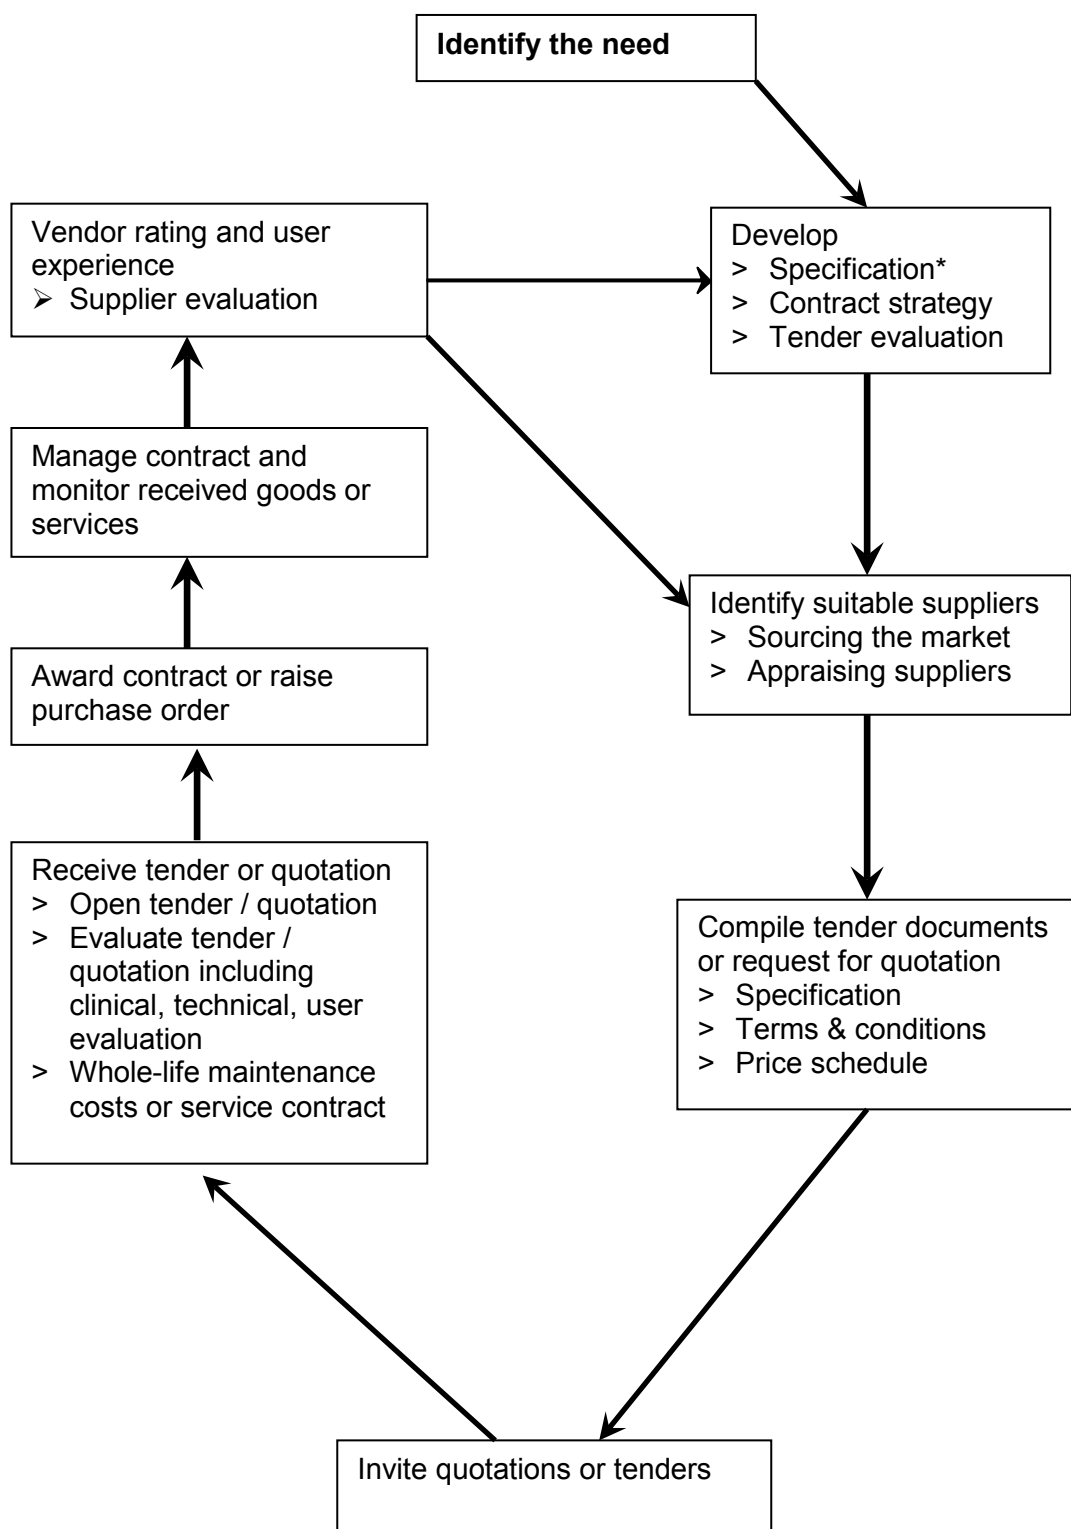 Identify the need
Vendor rating and user
experience
➢ Supplier evaluation
Develop
> Specification*
> Contract strategy
> Tender evaluation
Manage contract and
monitor received goods or
services
Identify suitable suppliers
> Sourcing the market
> Appraising suppliers
Award contract or raise
purchase order
Receive tender or quotation
> Open tender / quotation
> Evaluate tender /
quotation including
clinical, technical, user
evaluation
> Whole-life maintenance
costs or service contract
Compile tender documents
or request for quotation
> Specification
> Terms & conditions
> Price schedule
Invite quotations or tenders